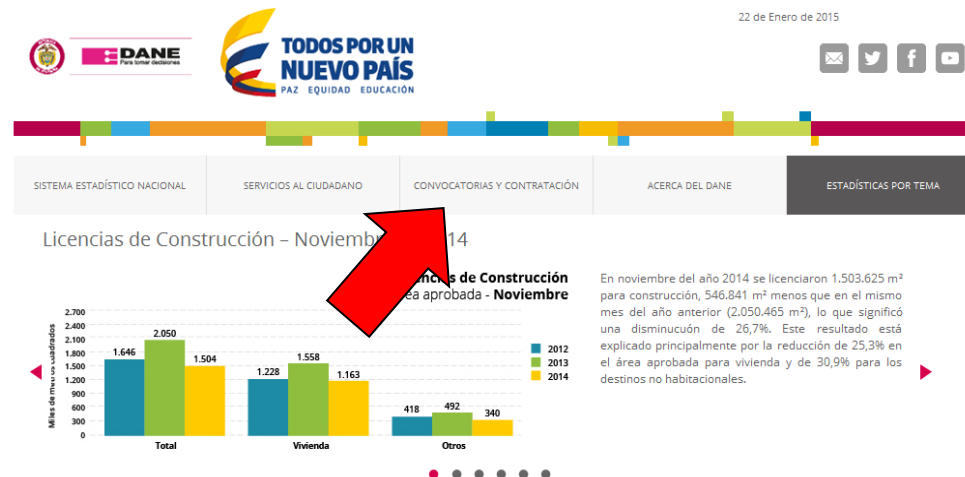 22 de Enero de 2015
DANE
Para tomar decisiones
TODOS POR UN
NUEVO PAÍS
PAZ EQUIDAD EDUCACIÓN
SISTEMA ESTADÍSTICO NACIONAL
SERVICIOS AL CIUDADANO
CONVOCATORIAS Y CONTRATACIÓN
ACERCA DEL DANE
ESTADÍSTICAS POR TEMA
Licencias de Construcción – 14
de Construcción
aprobada - Noviembre
Miles de metros cuadrados
2.700
2.400
2.100
1.800
1.500
1.200
900
600
300
0
1.646
2.050
1.504
1.228
1.558
1.163
418
492
340
Total
Vivienda
Otros
2012
2013
2014
En noviembre del año 2014 se licenciaron 1.503.625 m²
para construcción, 546.841 m² menos que en el mismo
mes del año anterior (2.050.465 m²), lo que significó
una disminucón de 26,7%. Este resultado está
explicado principalmente por la reducción de 25,3% en
el área aprobada para vivienda y de 30,9% para los
destinos no habitacionales.